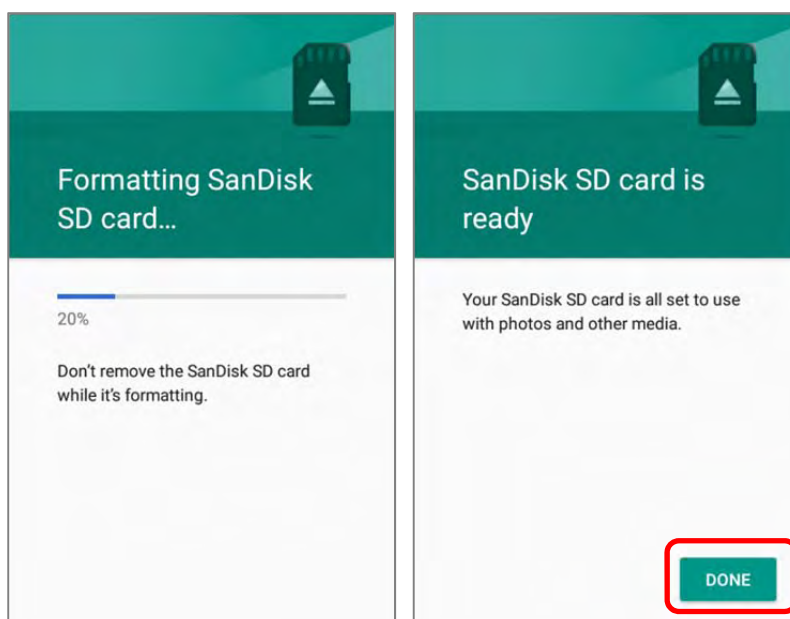 Formatting SanDisk
SD card...
20%
Don't remove the SanDisk SD card
while it's formatting.
SanDisk SD card is
ready
Your SanDisk SD card is all set to use
with photos and other media.
DONE